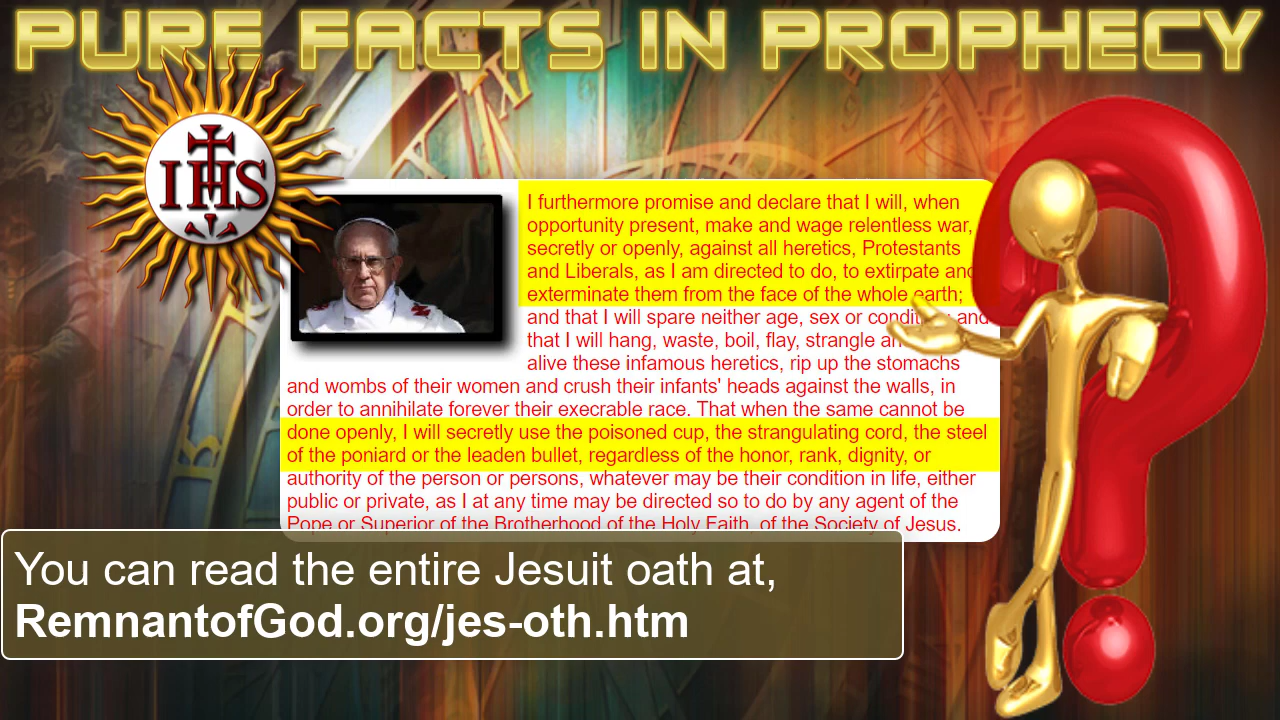 PURE FACTS IN PROPHECY
IHS
I furthermore promise and declare that I will, when
opportunity present, make and wage relentless war,
secretly or openly, against all heretics, Protestants
and Liberals, as I am directed to do, to extirpate and
exterminate them from the face of the whole earth;
and that I will spare neither age, sex or and
that I will hang, waste, boil, flay, strangle
alive these infamous heretics, rip up the stomachs
and wombs of their women and crush their infants' heads against the walls, in
order to annihilate forever their execrable race. That when the same cannot be
done openly, I will secretly use the poisoned cup, the strangulating cord, the steel
of the poniard or the leaden bullet, regardless of the honor, rank, dignity, or
authority of the person or persons, whatever may be their condition in life, either
public or private, as I at any time may be directed so to do by any agent of the
Pope or Superior of the Brotherhood of the Holy Faith, of the Society of Jesus.
You can read the entire Jesuit oath at,
RemnantofGod.org/jes-oth.htm